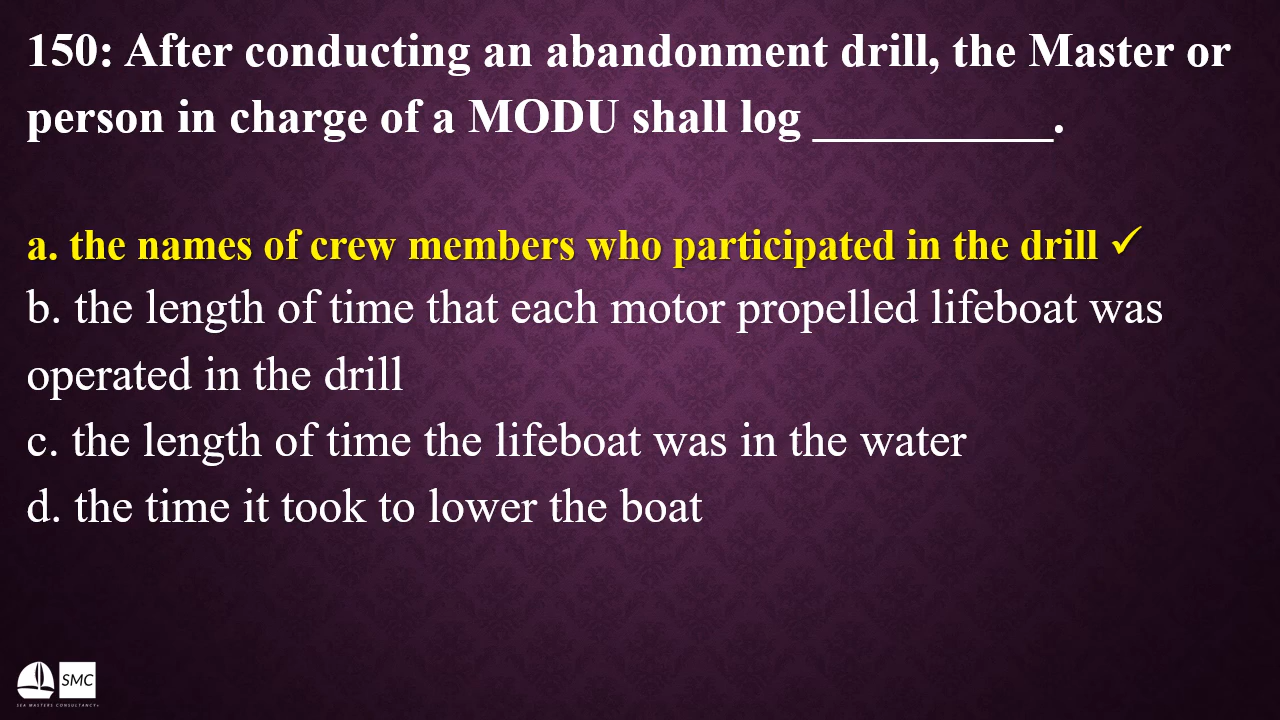 150: After conducting an abandonment drill, the Master or
person in charge of a MODU shall log __________.
a. the names of crew members who participated in the drill ✓
b. the length of time that each motor propelled lifeboat was
operated in the drill
c. the length of time the lifeboat was in the water
d. the time it took to lower the boat
SMC
SEA MASTERS CONSULTANCY+